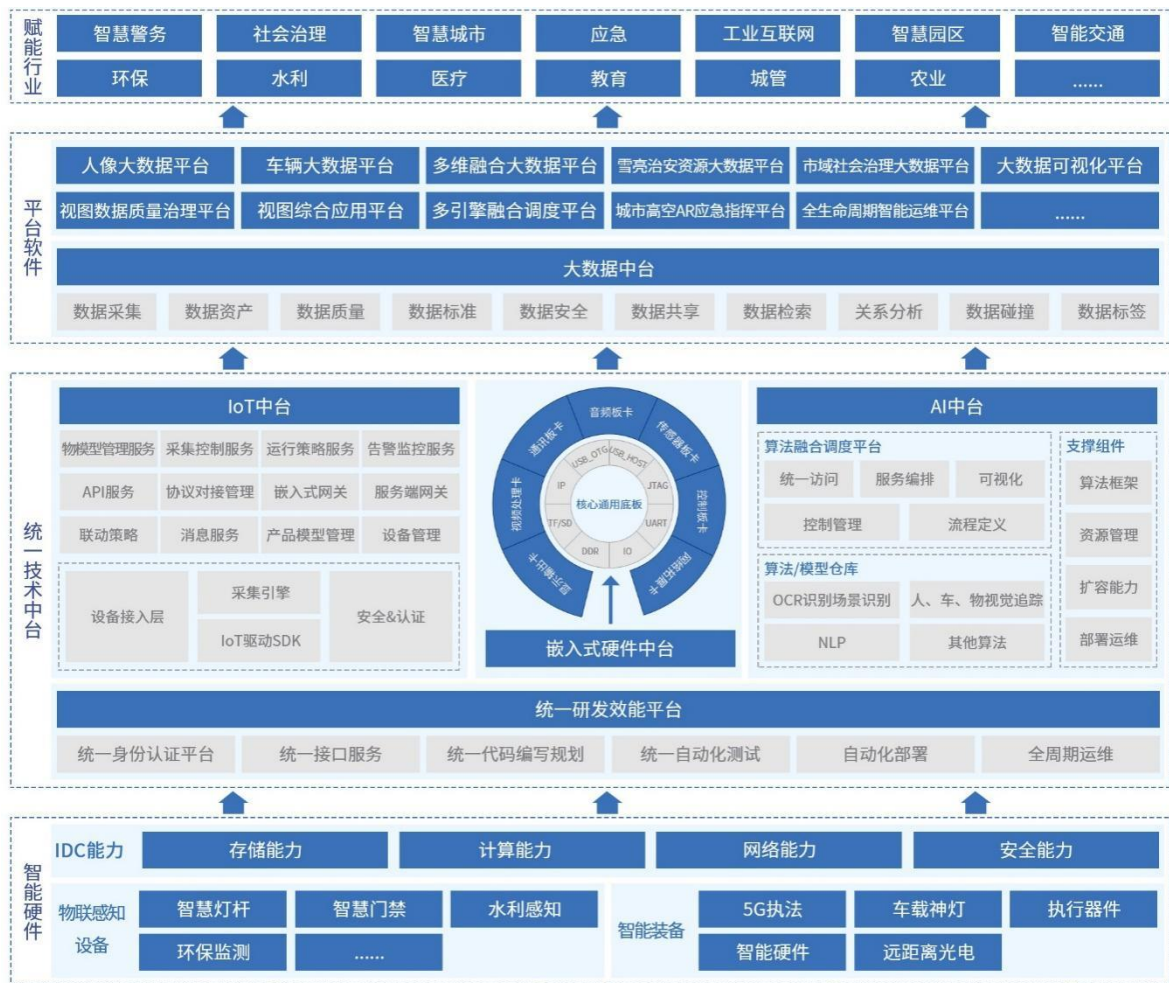 赋能行业
智慧警务 社会治理 智慧城市 应急 工业互联网 智慧园区 智能交通
环保 水利 医疗 教育 城管 农业 ......
平台软件
人像大数据平台 车辆大数据平台 多维融合大数据平台 雪亮治安资源大数据平台 市域社会治理大数据平台 大数据可视化平台
视图数据质量治理平台 视图综合应用平台 多引擎融合调度平台 城市高空AR应急指挥平台 全生命周期智能运维平台 ......
大数据中台
数据采集 数据资产 数据质量 数据标准 数据安全 数据共享 数据检索 关系分析 数据碰撞 数据标签
统一技术中台
IoT中台
物模型管理服务 采集控制服务 运行策略服务 告警监控服务
API服务 协议对接管理 嵌入式网关 服务端网关
联动策略 消息服务 产品模型管理 设备管理
设备接入层
采集引擎
IoT驱动SDK
安全&认证
显示输出卡
视频处理卡
通讯板卡
音频板卡
传感器板卡
控制板卡
网络拓展卡
DDR
TF/SD
IP
USB_OTG
USB_HOST
JTAG
UART
IO
核心通用底板
嵌入式硬件中台
AI中台
算法融合调度平台
统一访问 服务编排 可视化
控制管理 流程定义
算法/模型仓库
OCR识别场景识别 人、车、物视觉追踪
NLP 其他算法
支撑组件
算法框架
资源管理
扩容能力
部署运维
统一研发效能平台
统一身份认证平台 统一接口服务 统一代码编写规划 统一自动化测试 自动化部署 全周期运维
智能硬件
IDC能力 存储能力 计算能力 网络能力 安全能力
物联感知
设备
智慧灯杆 智慧门禁 水利感知
环保监测 ......
智能装备
5G执法 车载神灯 执行器件
智能硬件 远距离光电